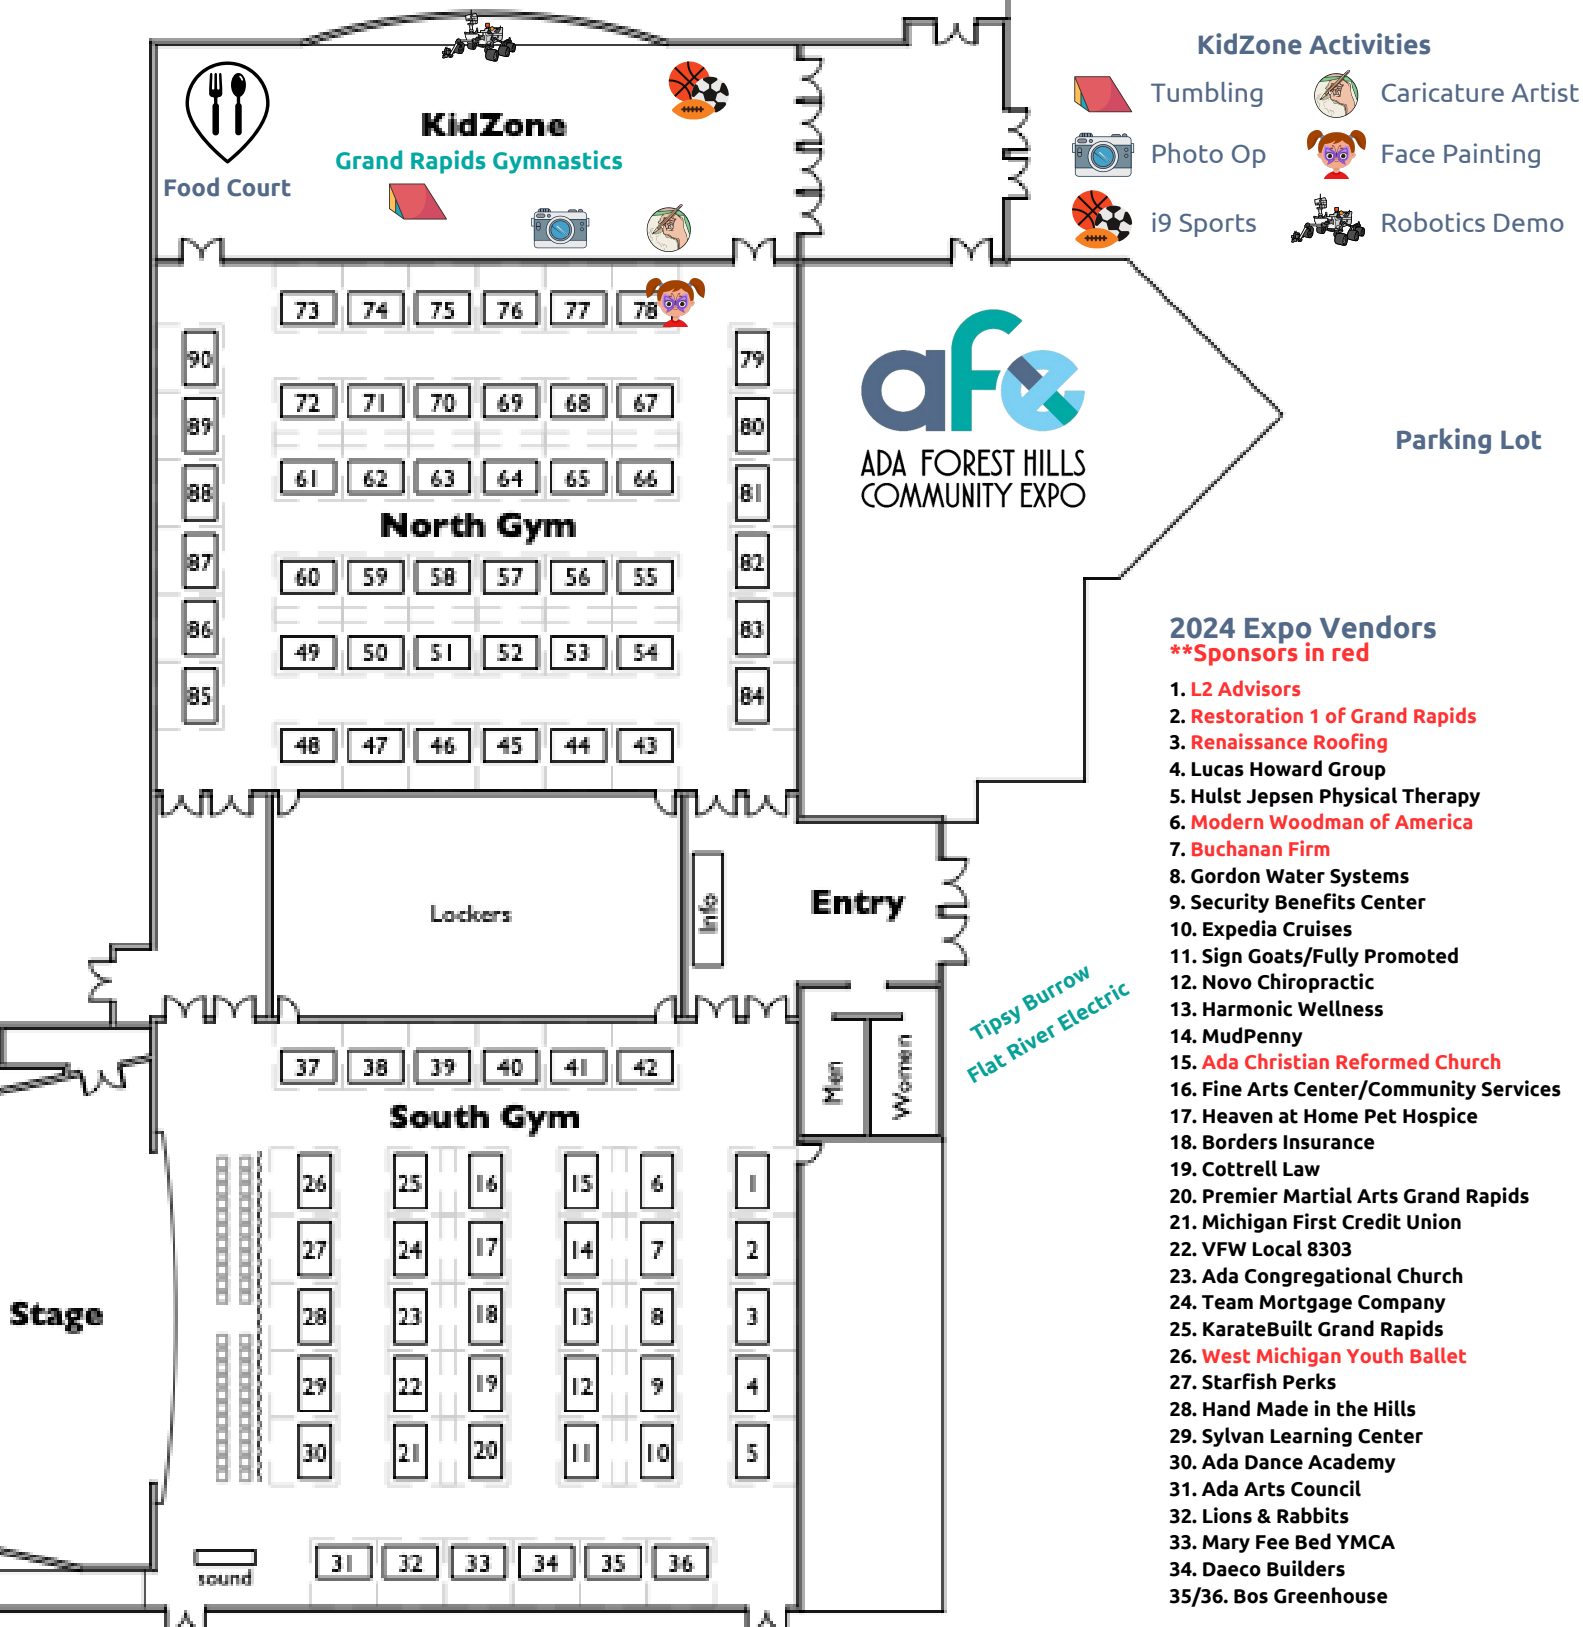 KidZone Activities
Tumbling
Caricature Artist
Photo Op
Face Painting
i9 Sports
Robotics Demo
KidZone
Grand Rapids Gymnastics
Food Court
73 74 75 76 77 78
90
79
72 71 70 69 68 67
89
80
61 62 63 64 65 66
88
81
North Gym
60 59 58 57 56 55
87
82
49 50 51 52 53 54
86
83
85
84
48 47 46 45 44 43
afe
ADA FOREST HILLS
COMMUNITY EXPO
Parking Lot
Lockers
Info
Entry
Tipsy Burrow
Flat River Electric
Men
Women
37 38 39 40 41 42
South Gym
26 25 16 15 6 1
27 24 17 14 7 2
28 23 18 13 8 3
29 22 19 12 9 4
30 21 20 11 10 5
Stage
sound
31 32 33 34 35 36
2024 Expo Vendors
**Sponsors in red
1. L2 Advisors
2. Restoration 1 of Grand Rapids
3. Renaissance Roofing
4. Lucas Howard Group
5. Hulst Jepsen Physical Therapy
6. Modern Woodman of America
7. Buchanan Firm
8. Gordon Water Systems
9. Security Benefits Center
10. Expedia Cruises
11. Sign Goats/Fully Promoted
12. Novo Chiropractic
13. Harmonic Wellness
14. MudPenny
15. Ada Christian Reformed Church
16. Fine Arts Center/Community Services
17. Heaven at Home Pet Hospice
18. Borders Insurance
19. Cottrell Law
20. Premier Martial Arts Grand Rapids
21. Michigan First Credit Union
22. VFW Local 8303
23. Ada Congregational Church
24. Team Mortgage Company
25. KarateBuilt Grand Rapids
26. West Michigan Youth Ballet
27. Starfish Perks
28. Hand Made in the Hills
29. Sylvan Learning Center
30. Ada Dance Academy
31. Ada Arts Council
32. Lions & Rabbits
33. Mary Fee Bed YMCA
34. Daeco Builders
35/36. Bos Greenhouse